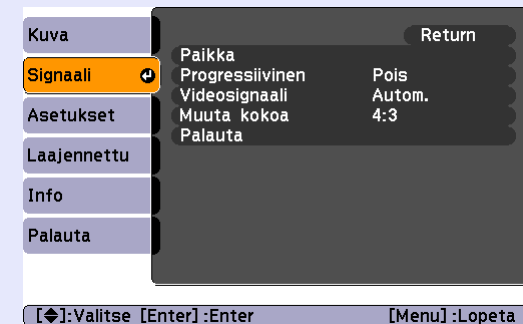 Kuva
Signaali
Asetukset
Laajennettu
Info
Palauta
Return
Paikka
Progressiivinen Pois
Videosignaali Autom.
Muuta kokoa 4:3
Palauta
[◆]:Valitse [Enter]:Enter [Menu]:Lopeta